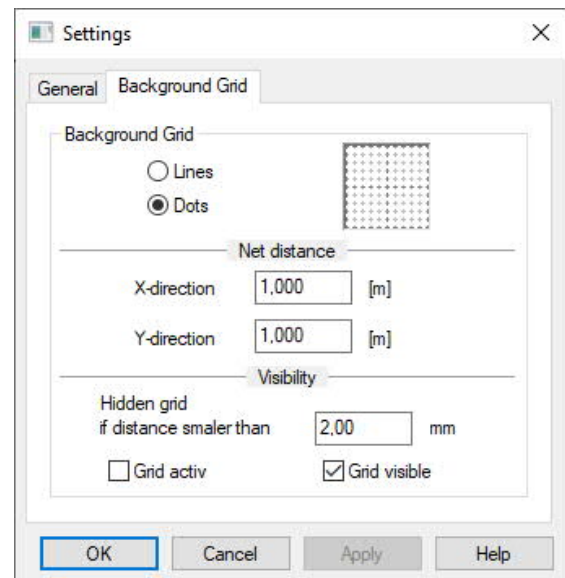 Settings
General Background Grid
Background Grid
Lines
Dots
Net distance
X-direction 1,000 [m]
Y-direction 1,000 [m]
Visibility
Hidden grid
if distance smaler than 2,00 mm
Grid activ Grid visible
OK Cancel Apply Help